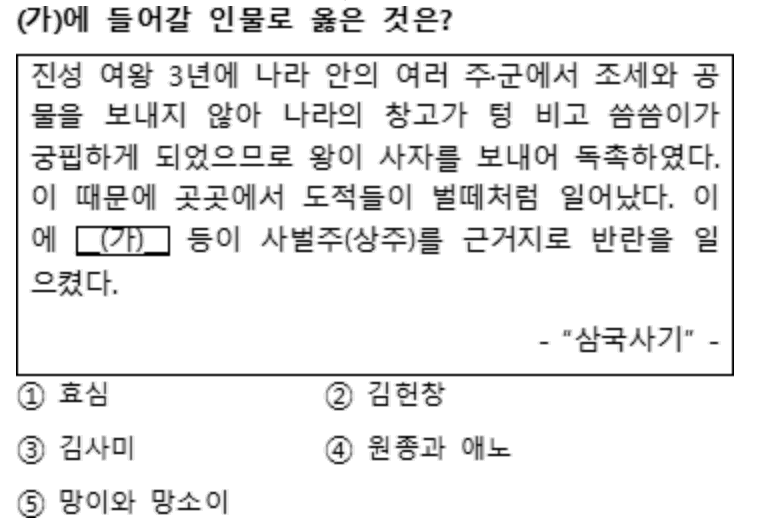 (가)에 들어갈 인물로 옳은 것은?
진성 여왕 3년에 나라 안의 여러 주·군에서 조세와 공
물을 보내지 않아 나라의 창고가 텅 비고 씀씀이가
궁핍하게 되었으므로 왕이 사자를 보내어 독촉하였다.
이 때문에 곳곳에서 도적들이 벌떼처럼 일어났다. 이
에 (가) 등이 사벌주(상주)를 근거지로 반란을 일
으켰다.
- "삼국사기" -
① 효심 ② 김헌창
③ 김사미 ④ 원종과 애노
⑤ 망이와 망소이